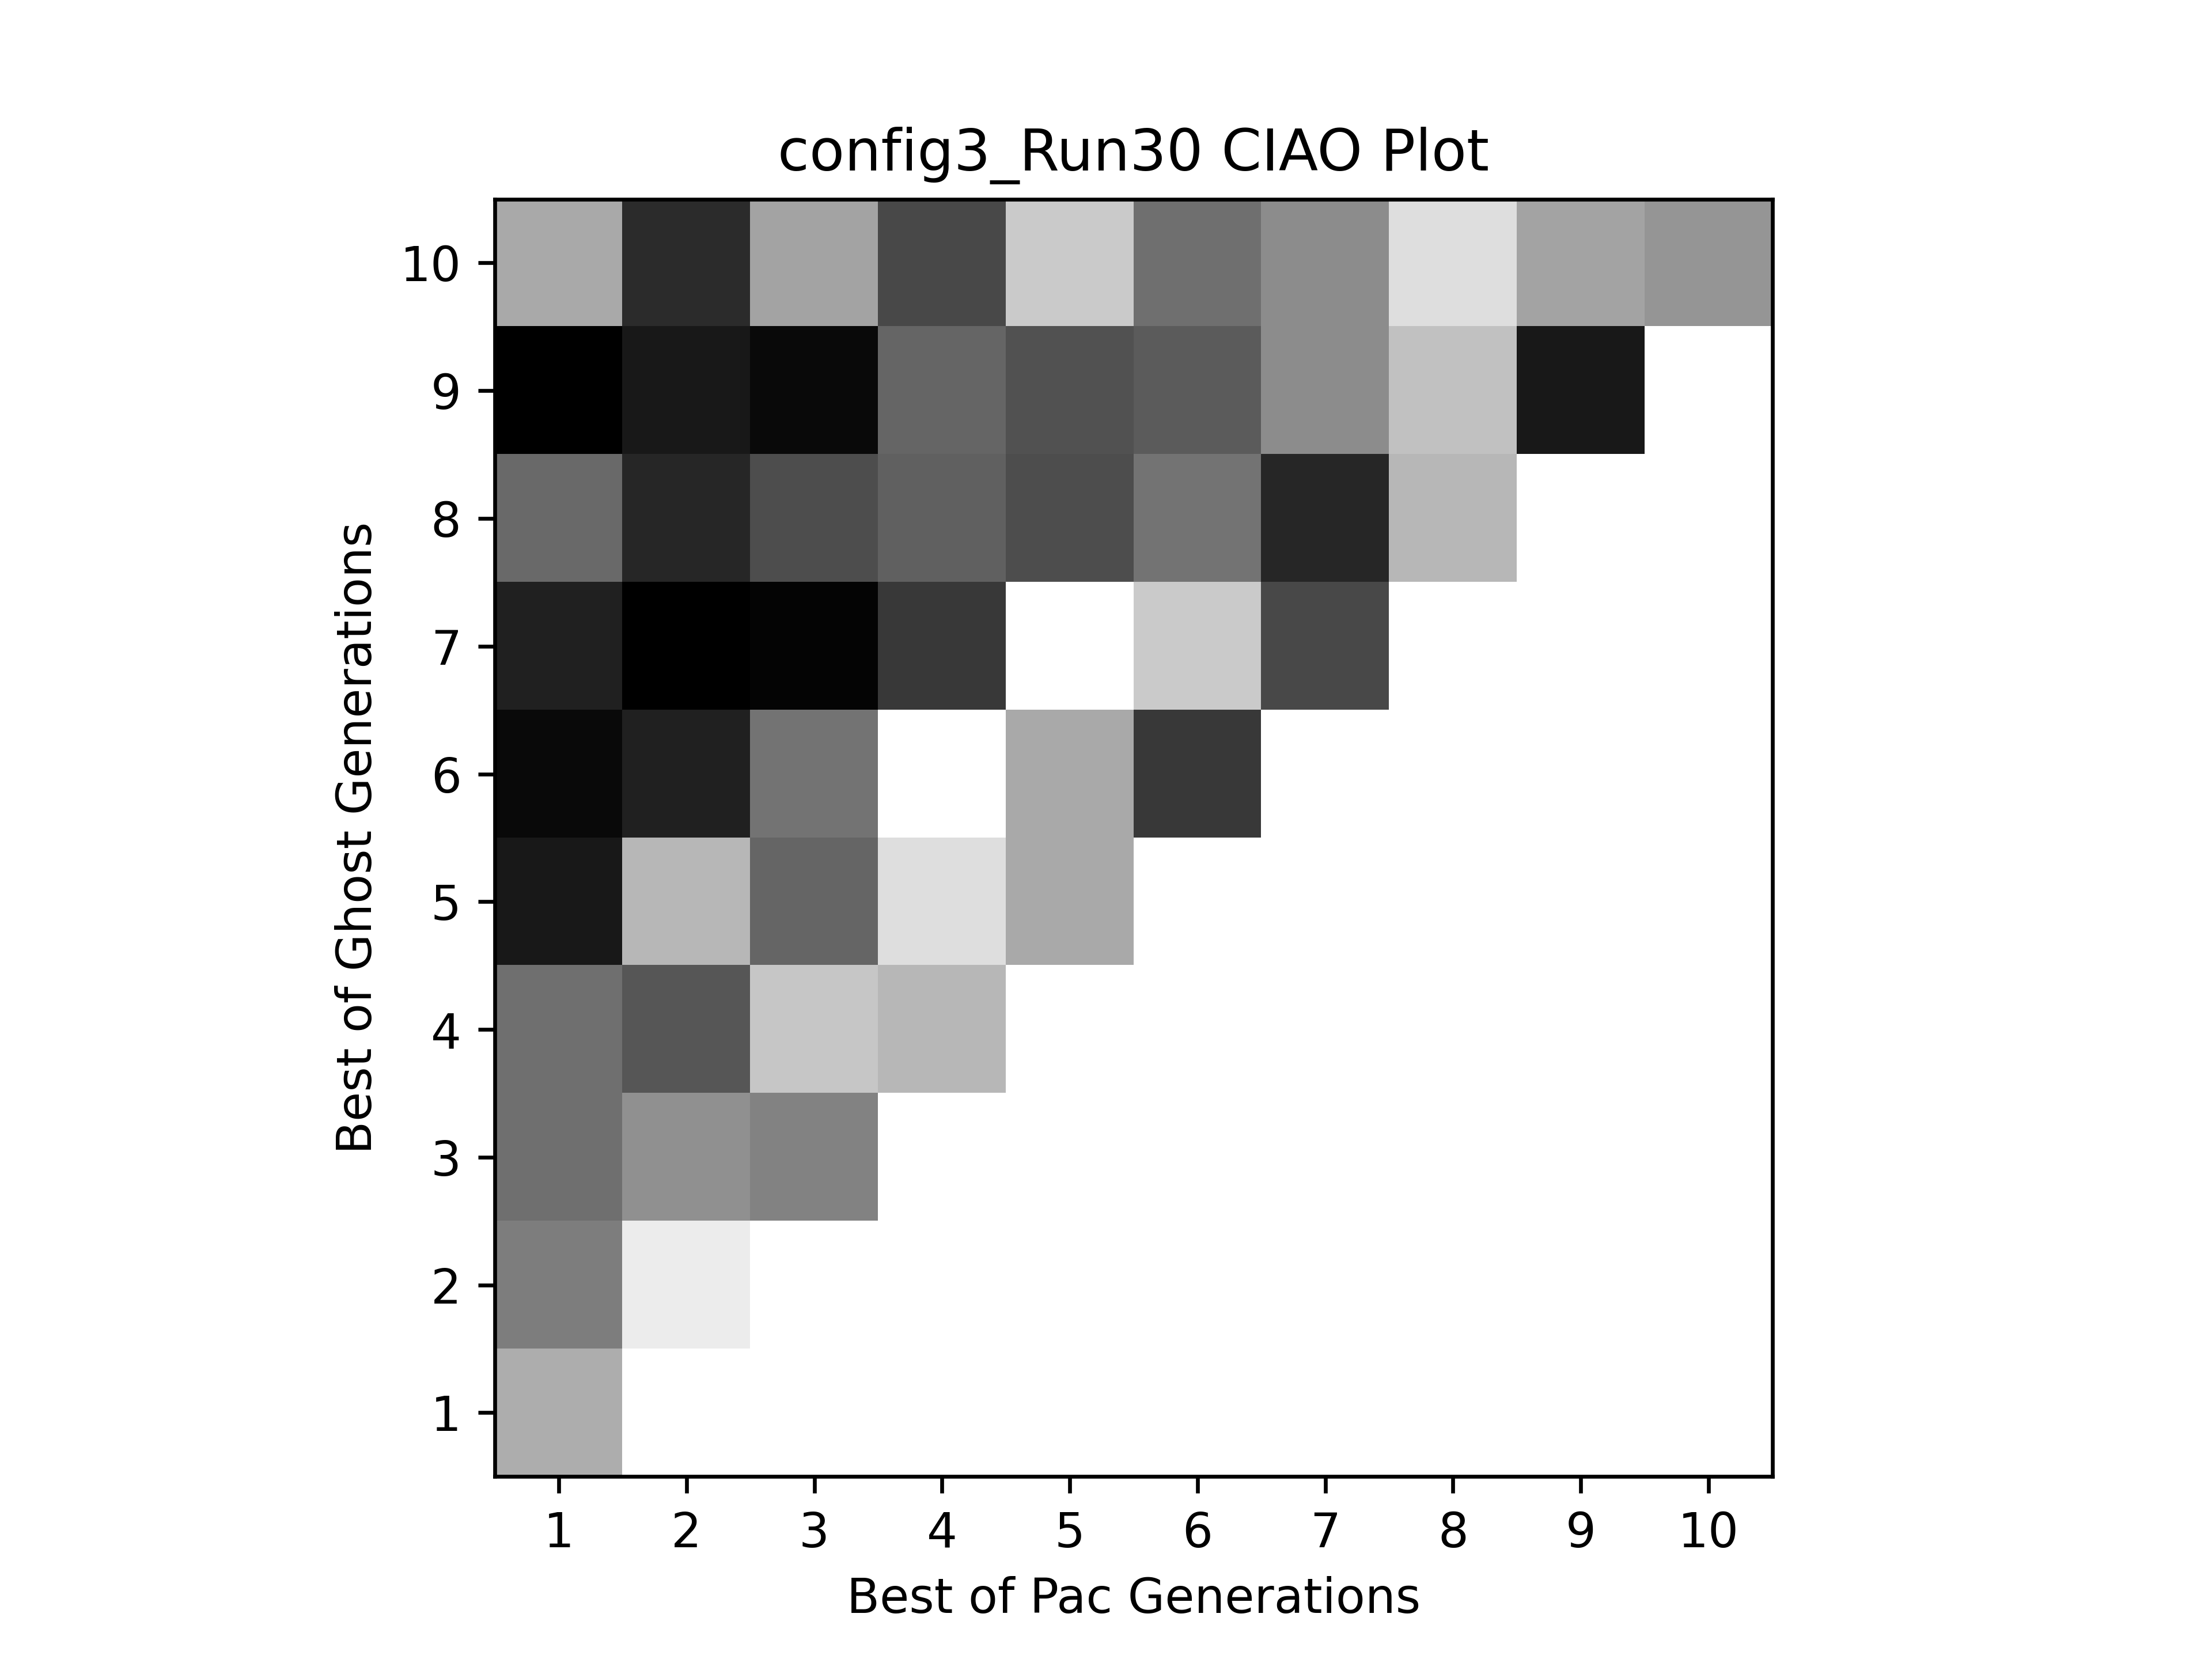 config3_Run30 CIAO Plot
Best of Ghost Generations
10
9
8
7
6
5
4
3
2
1
1 2 3 4 5 6 7 8 9 10
Best of Pac Generations